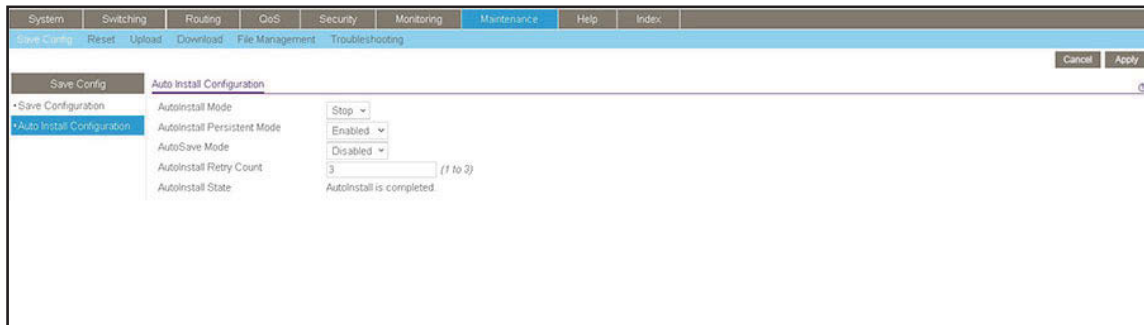 System Switching Routing QoS Security Monitoring Maintenance Help Index
Save Config Reset Upload Download File Management Troubleshooting
Cancel Apply
Save Config
•Save Configuration
•Auto Install Configuration
Auto Install Configuration
AutoInstall Mode Stop
AutoInstall Persistent Mode Enabled
AutoSave Mode Disabled
AutoInstall Retry Count 3 (1 to 3)
AutoInstall State AutoInstall is completed.